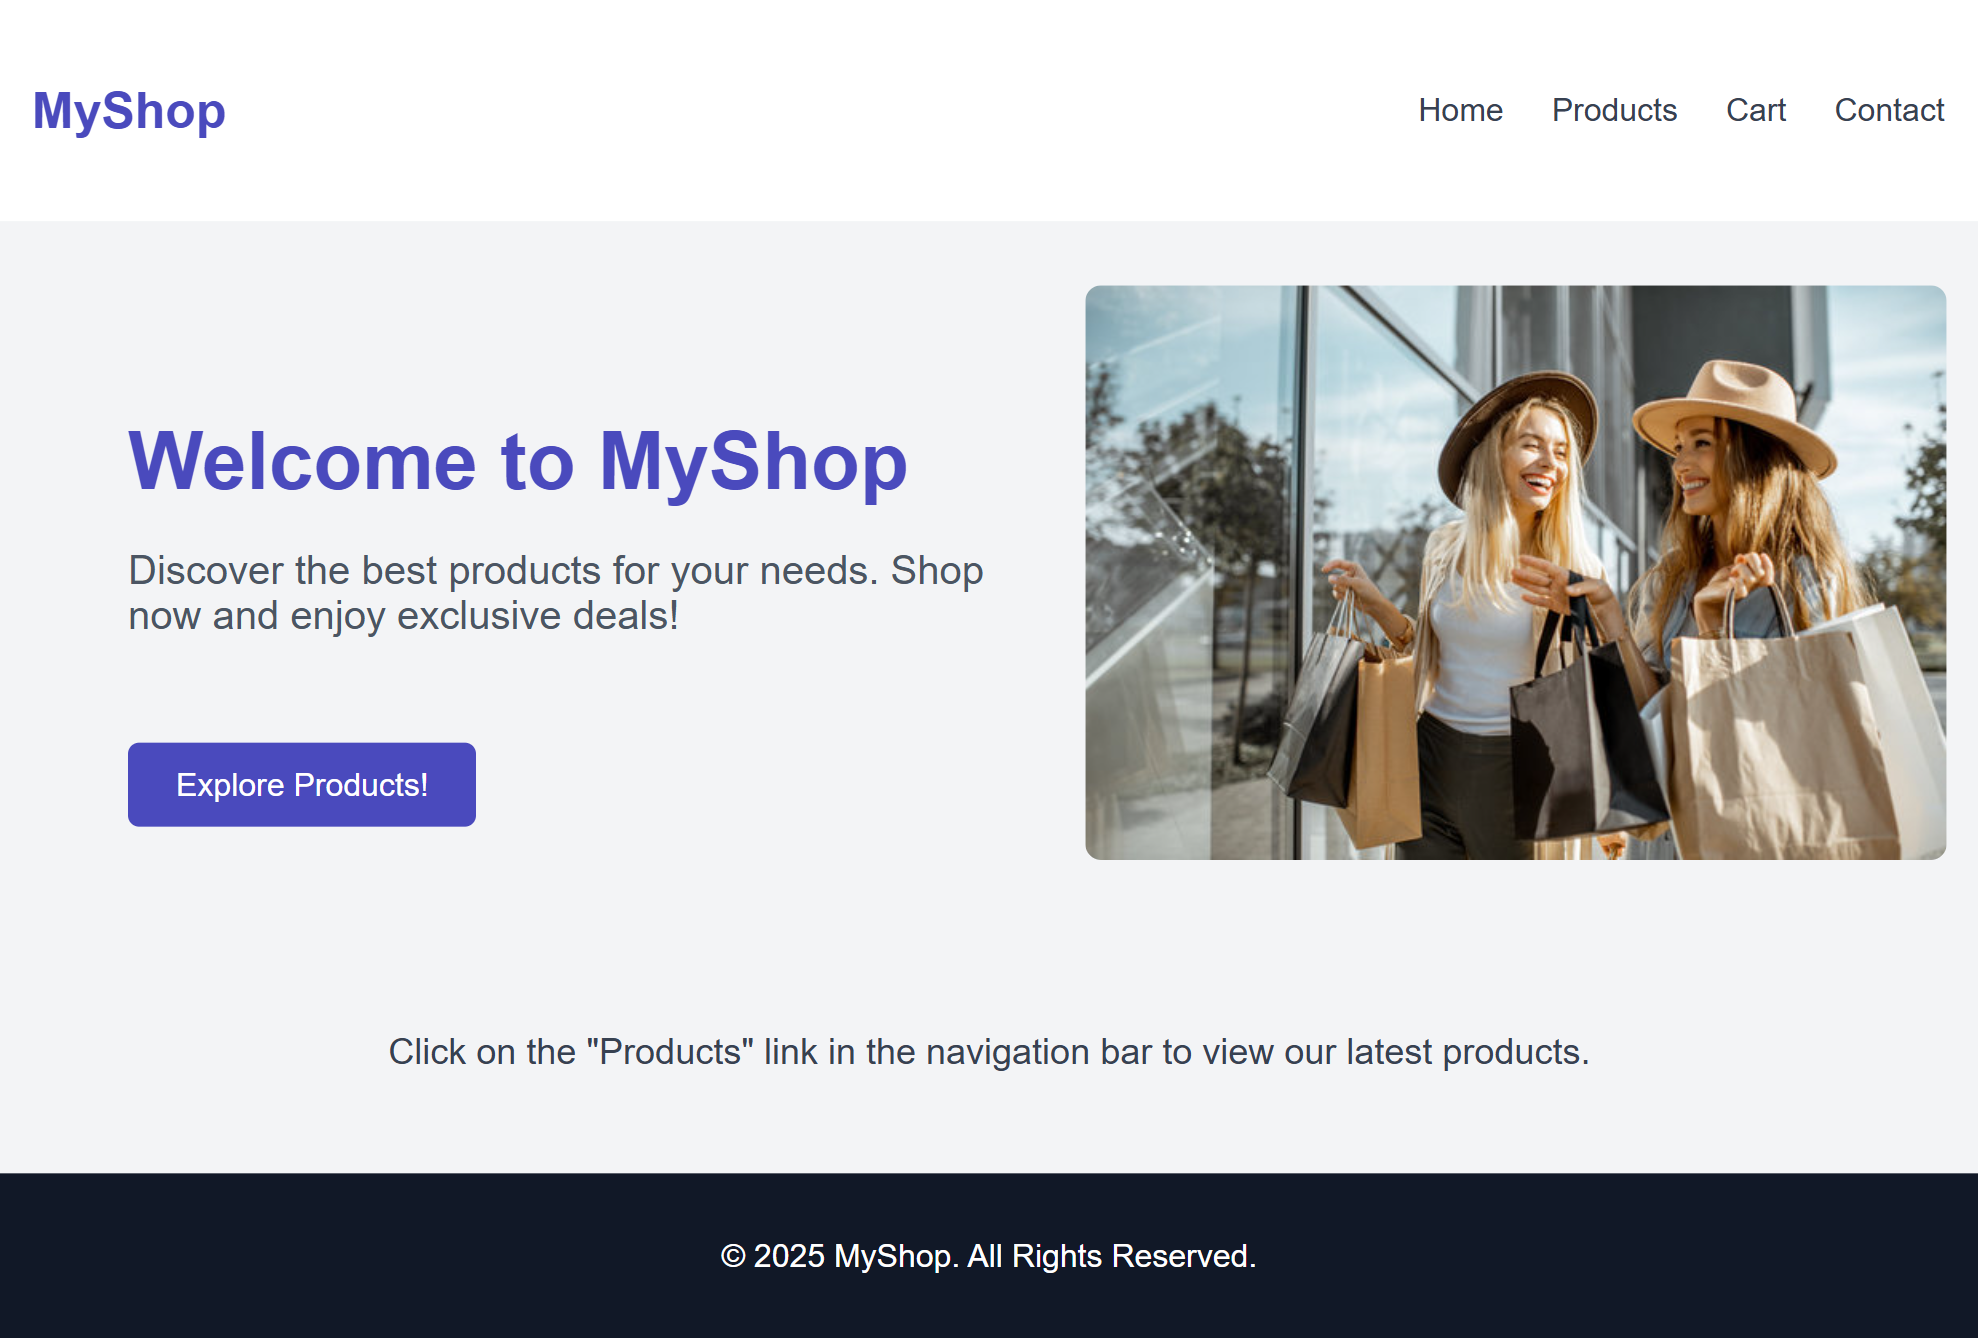 MyShop
Home Products Cart Contact
Welcome to MyShop
Discover the best products for your needs. Shop
now and enjoy exclusive deals!
Explore Products!
Click on the "Products" link in the navigation bar to view our latest products.
© 2025 MyShop. All Rights Reserved.